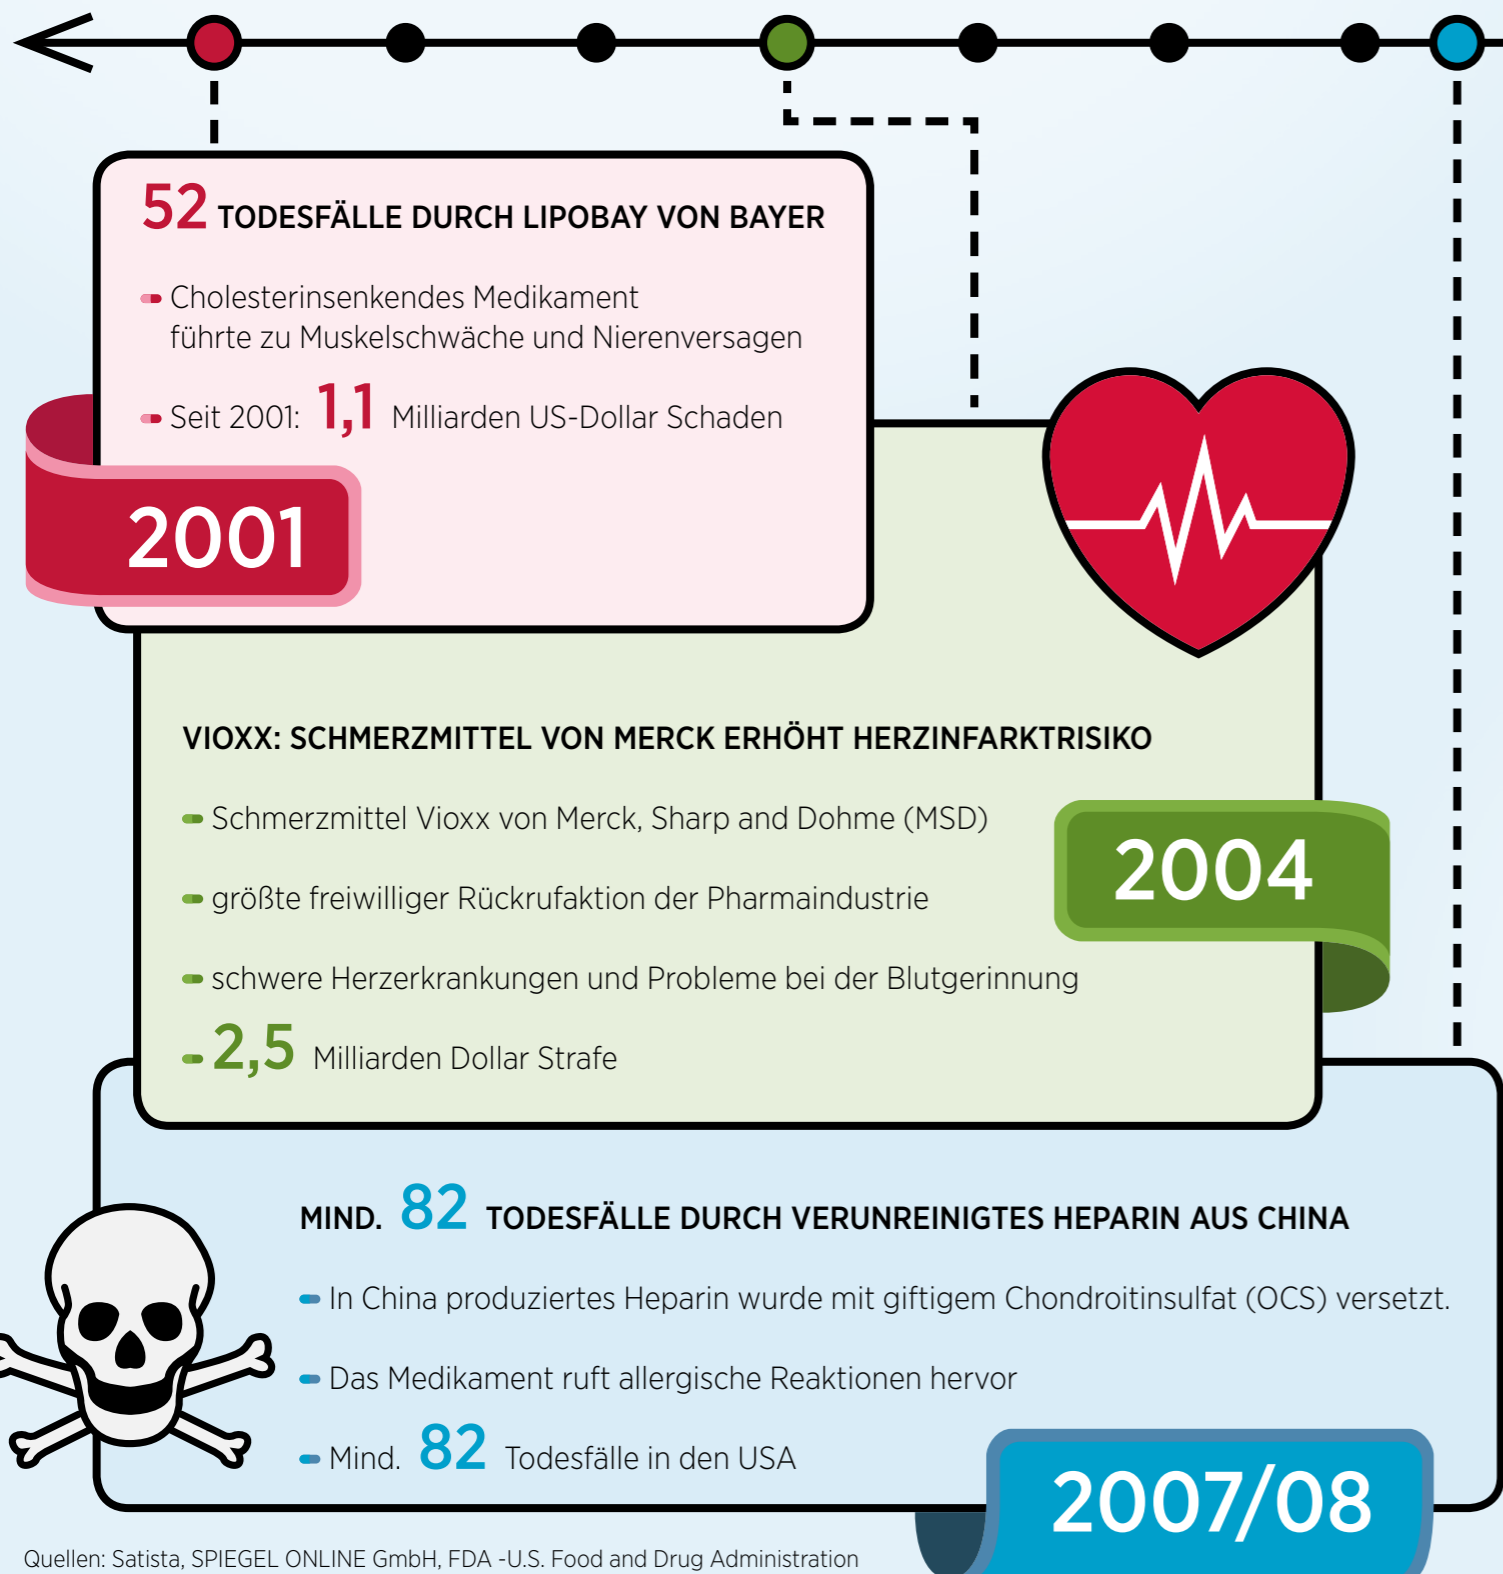 52 TODESFÄLLE DURCH LIPOBAY VON BAYER
Cholesterinsenkendes Medikament
führte zu Muskelschwäche und Nierenversagen
Seit 2001: 1,1 Milliarden US-Dollar Schaden
2001
VIOXX: SCHMERZMITTEL VON MERCK ERHÖHT HERZINFARKTRISIKO
Schmerzmittel Vioxx von Merck, Sharp and Dohme (MSD)
2004
größte freiwilliger Rückrufaktion der Pharmaindustrie
schwere Herzerkrankungen und Probleme bei der Blutgerinnung
2,5 Milliarden Dollar Strafe
MIND. 82 TODESFÄLLE DURCH VERUNREINIGTES HEPARIN AUS CHINA
In China produziertes Heparin wurde mit giftigem Chondroitinsulfat (OCS) versetzt.
Das Medikament ruft allergische Reaktionen hervor
Mind. 82 Todesfälle in den USA
2007/08
Quellen: Satista, SPIEGEL ONLINE GmbH, FDA -U.S. Food and Drug Administration